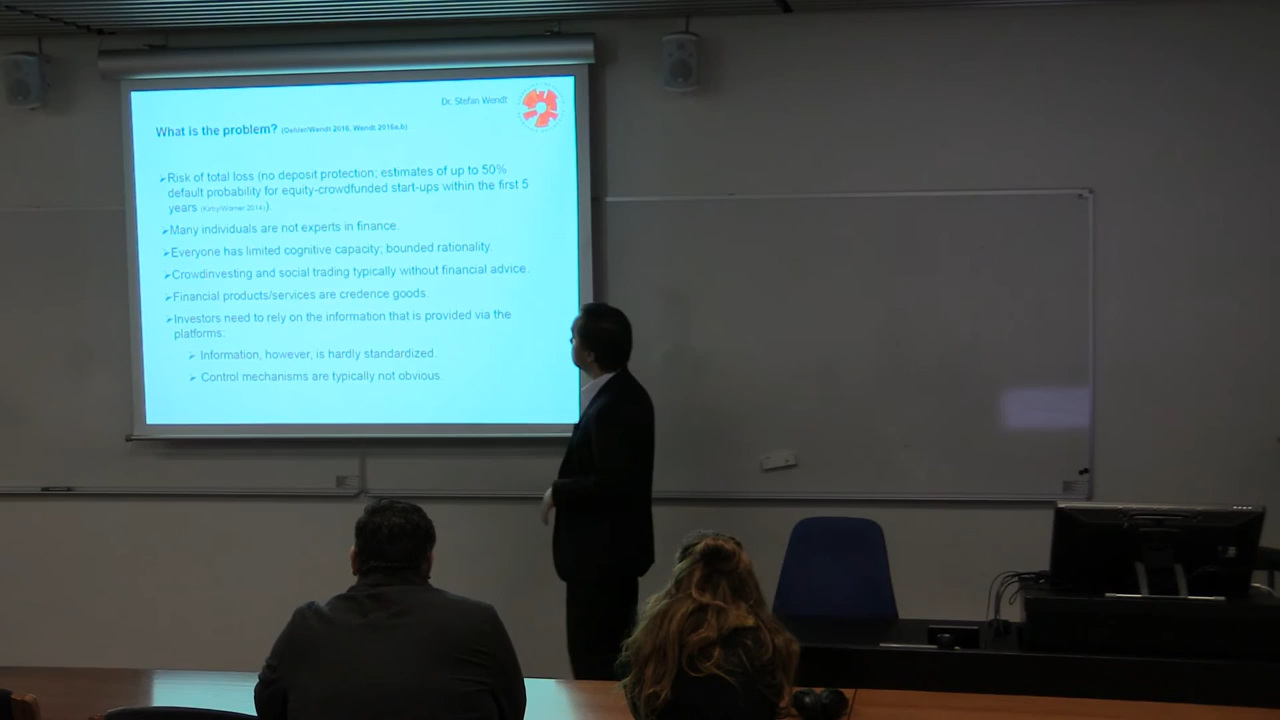 Dr. Stefan Wendt
What is the problem? (Oehler/Wendt 2016, Wendt 2016a,b)
➢Risk of total loss (no deposit protection; estimates of up to 50%
default probability for equity-crowdfunded start-ups within the first 5
years (Kirby/Worner 2014)).
➢Many individuals are not experts in finance.
➢Everyone has limited cognitive capacity; bounded rationality.
➢Crowdinvesting and social trading typically without financial advice.
➢Financial products/services are credence goods.
➢Investors need to rely on the information that is provided via the
platforms:
➢ Information, however, is hardly standardized.
➢ Control mechanisms are typically not obvious.